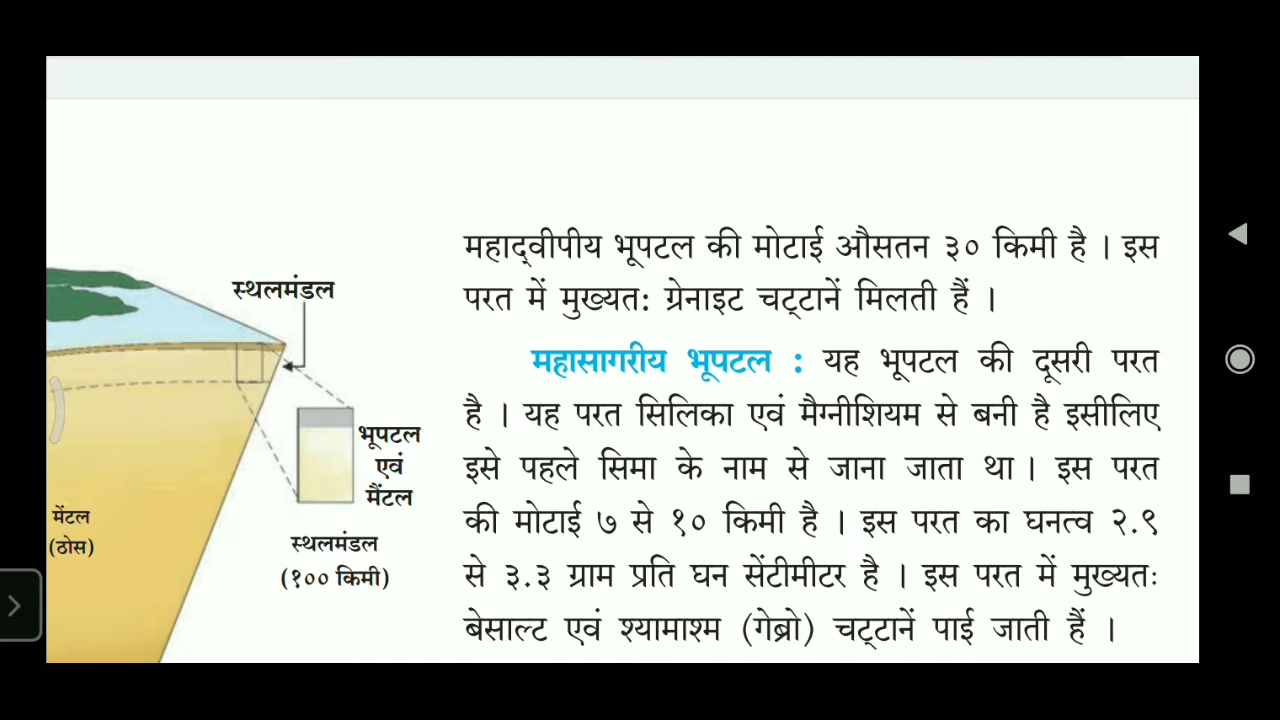 स्थलमंडल
भूपटल
एवं
मैंटल
मेंटल
(ठोस)
स्थलमंडल
(१०० किमी)
महाद्‌वीपीय भूपटल की मोटाई औसतन ३० किमी है । इस
परत में मुख्यतः ग्रेनाइट चट्‌टानें मिलती हैं ।
महासागरीय भूपटल : यह भूपटल की दूसरी परत
है । यह परत सिलिका एवं मैग्नीशियम से बनी है इसीलिए
इसे पहले सिमा के नाम से जाना जाता था । इस परत
की मोटाई ७ से १० किमी है । इस परत का घनत्व २.९
से ३.३ ग्राम प्रति घन सेंटीमीटर है । इस परत में मुख्यतः
बेसाल्ट एवं श्यामाश्म (गेब्रो) चट्‌टानें पाई जाती हैं ।